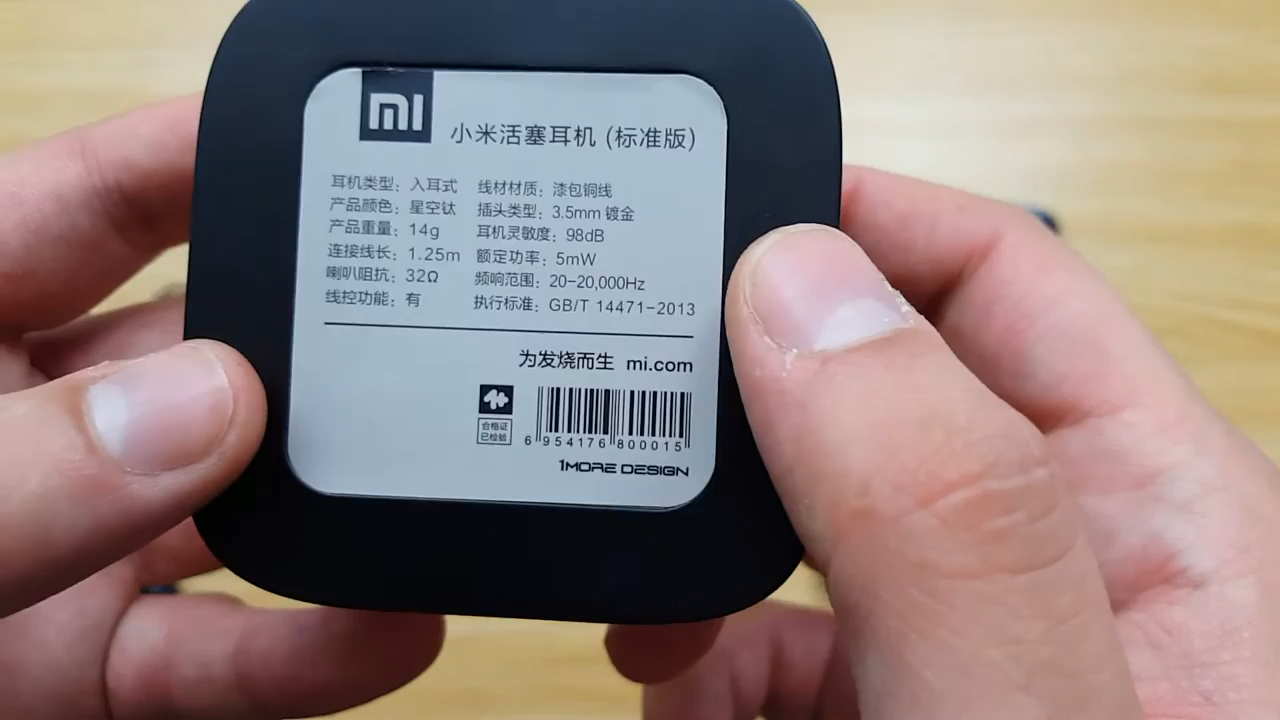 mi
小米活塞耳机 (标准版)
耳机类型：入耳式 线材材质：漆包铜线
产品颜色：星空钛 插头类型：3.5mm 镀金
产品重量：14g 耳机灵敏度：98dB
连接线长：1.25m 额定功率：5mW
喇叭阻抗：32Ω 频响范围：20-20,000Hz
线控功能：有 执行标准：GB/T 14471-2013
为发烧而生 mi.com
合格证
已检验
6 954176 800015
1MORE DESIGN